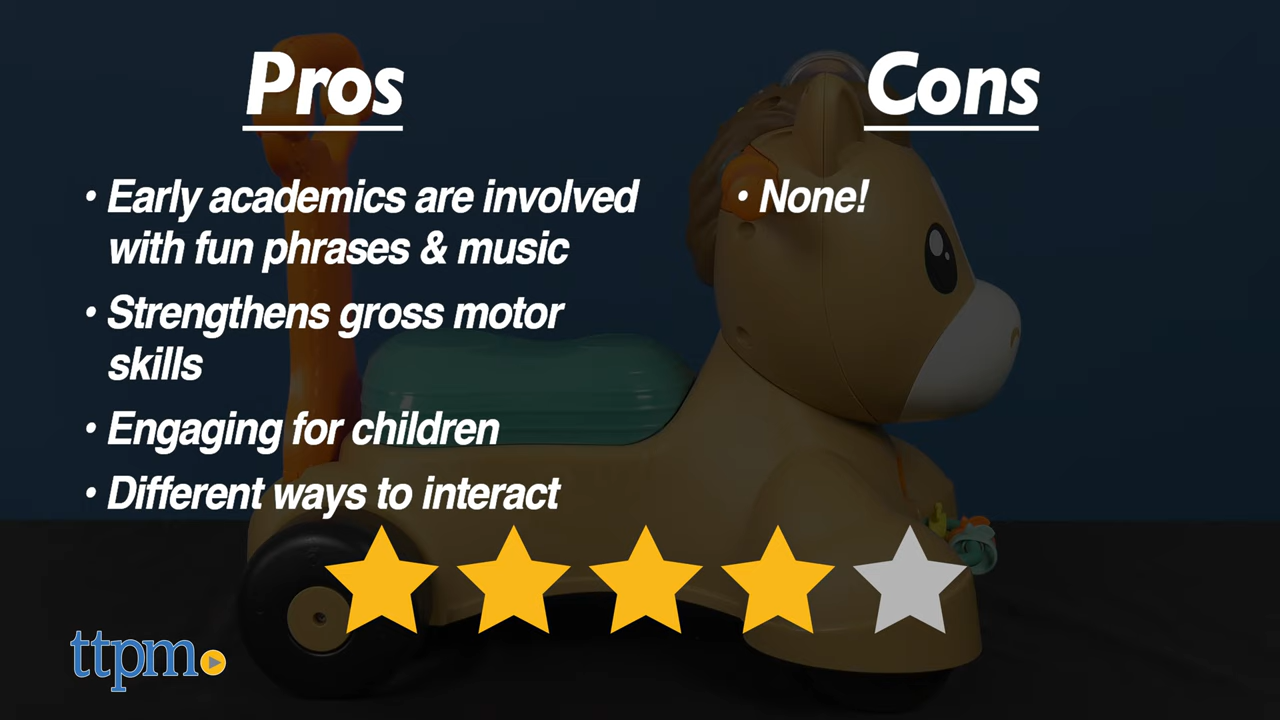 Pros
• Early academics are involved
with fun phrases & music
• Strengthens gross motor
skills
• Engaging for children
• Different ways to interact
Cons
• None!
ttpm